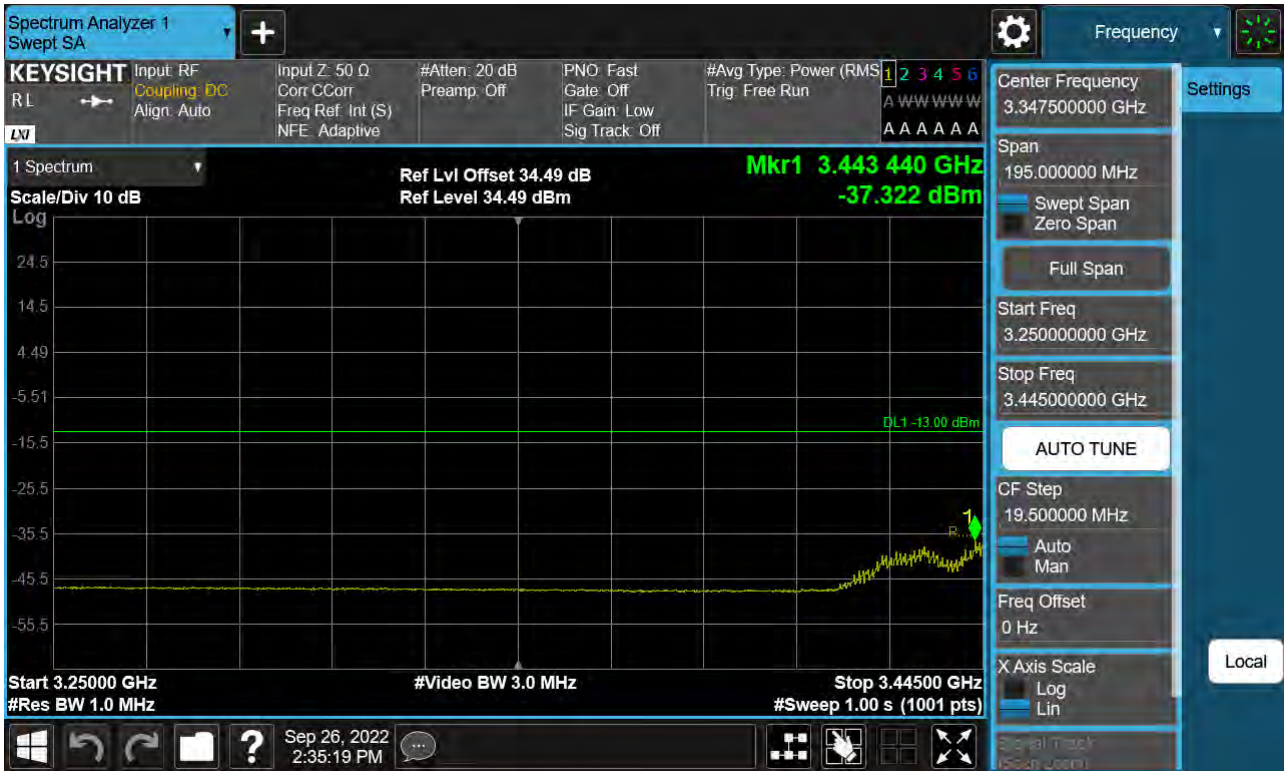 Spectrum Analyzer 1
Swept SA
+
Frequency
KEYSIGHT
RL
LXI
Input: RF
Coupling: DC
Align: Auto
Input Z: 50 Ω
Corr CCorr
Freq Ref: Int (S)
NFE: Adaptive
#Atten: 20 dB
Preamp: Off
PNO: Fast
Gate: Off
IF Gain: Low
Sig Track: Off
#Avg Type: Power (RMS
Trig: Free Run
1 2 3 4 5 6
A W W W W W
A A A A A A
1 Spectrum
Scale/Div 10 dB
Log
Ref Lvl Offset 34.49 dB
Ref Level 34.49 dBm
Mkr1 3.443 440 GHz
-37.322 dBm
24.5
14.5
4.49
-5.51
DL1 -13.00 dBm
-15.5
-25.5
1
R...
-35.5
-45.5
-55.5
Start 3.25000 GHz
#Video BW 3.0 MHz
Stop 3.44500 GHz
#Res BW 1.0 MHz
#Sweep 1.00 s (1001 pts)
Center Frequency
3.347500000 GHz
Settings
Span
195.000000 MHz
Swept Span
Zero Span
Full Span
Start Freq
3.250000000 GHz
Stop Freq
3.445000000 GHz
AUTO TUNE
CF Step
19.500000 MHz
Auto
Man
Freq Offset
0 Hz
X Axis Scale
Log
Lin
Local
Signal Track
(Span Zoom)
?
Sep 26, 2022
2:35:19 PM